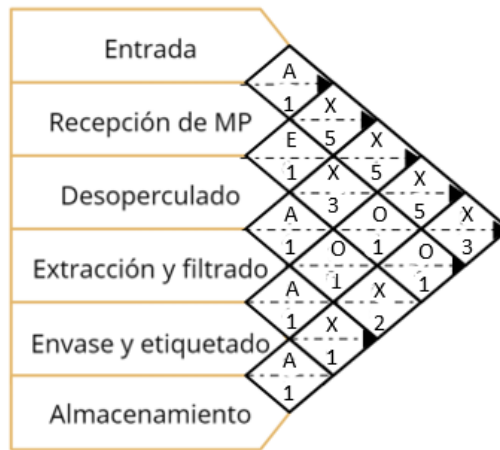 Entrada
Recepción de MP
Desoperculado
Extracción y filtrado
Envase y etiquetado
Almacenamiento
A
1
E
1
A
1
A
1
A
1
X
5
X
3
O
1
X
1
X
5
O
1
X
2
X
5
O
1
X
3